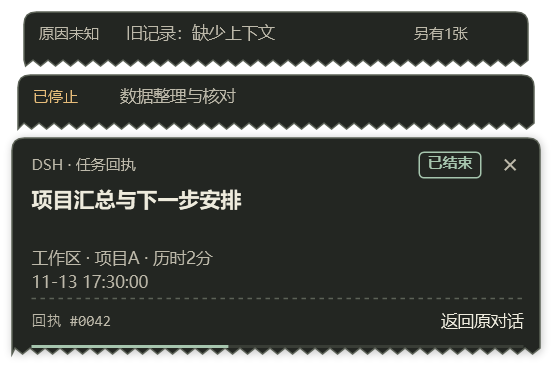 原因未知 旧记录：缺少上下文 另有1张
已停止 数据整理与核对
DSH · 任务回执 已结束 ×
项目汇总与下一步安排
工作区 · 项目A · 历时2分
11-13 17:30:00
回执 #0042 返回原对话